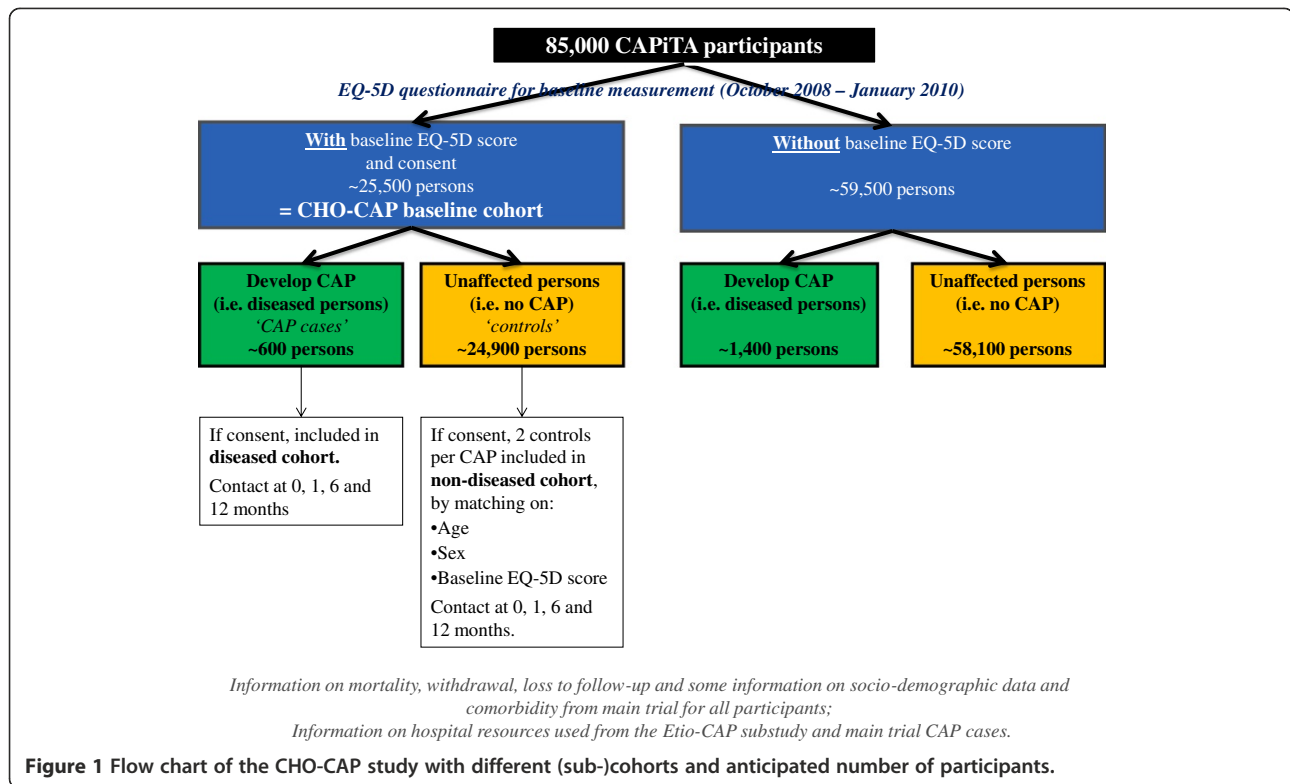 85,000 CAPiTA participants
EQ-5D questionnaire for baseline measurement (October 2008 – January 2010)
With baseline EQ-5D score
and consent
~25,500 persons
= CHO-CAP baseline cohort
Without baseline EQ-5D score
~59,500 persons
Develop CAP
(i.e. diseased persons)
‘CAP cases’
~600 persons
Unaffected persons
(i.e. no CAP)
‘controls’
~24,900 persons
Develop CAP
(i.e. diseased persons)
~1,400 persons
Unaffected persons
(i.e. no CAP)
~58,100 persons
If consent, included in
diseased cohort.
Contact at 0, 1, 6 and
12 months
If consent, 2 controls
per CAP included in
non-diseased cohort,
by matching on:
•Age
•Sex
•Baseline EQ-5D score
Contact at 0, 1, 6 and
12 months.
Information on mortality, withdrawal, loss to follow-up and some information on socio-demographic data and
comorbidity from main trial for all participants;
Information on hospital resources used from the Etio-CAP substudy and main trial CAP cases.
Figure 1 Flow chart of the CHO-CAP study with different (sub-)cohorts and anticipated number of participants.